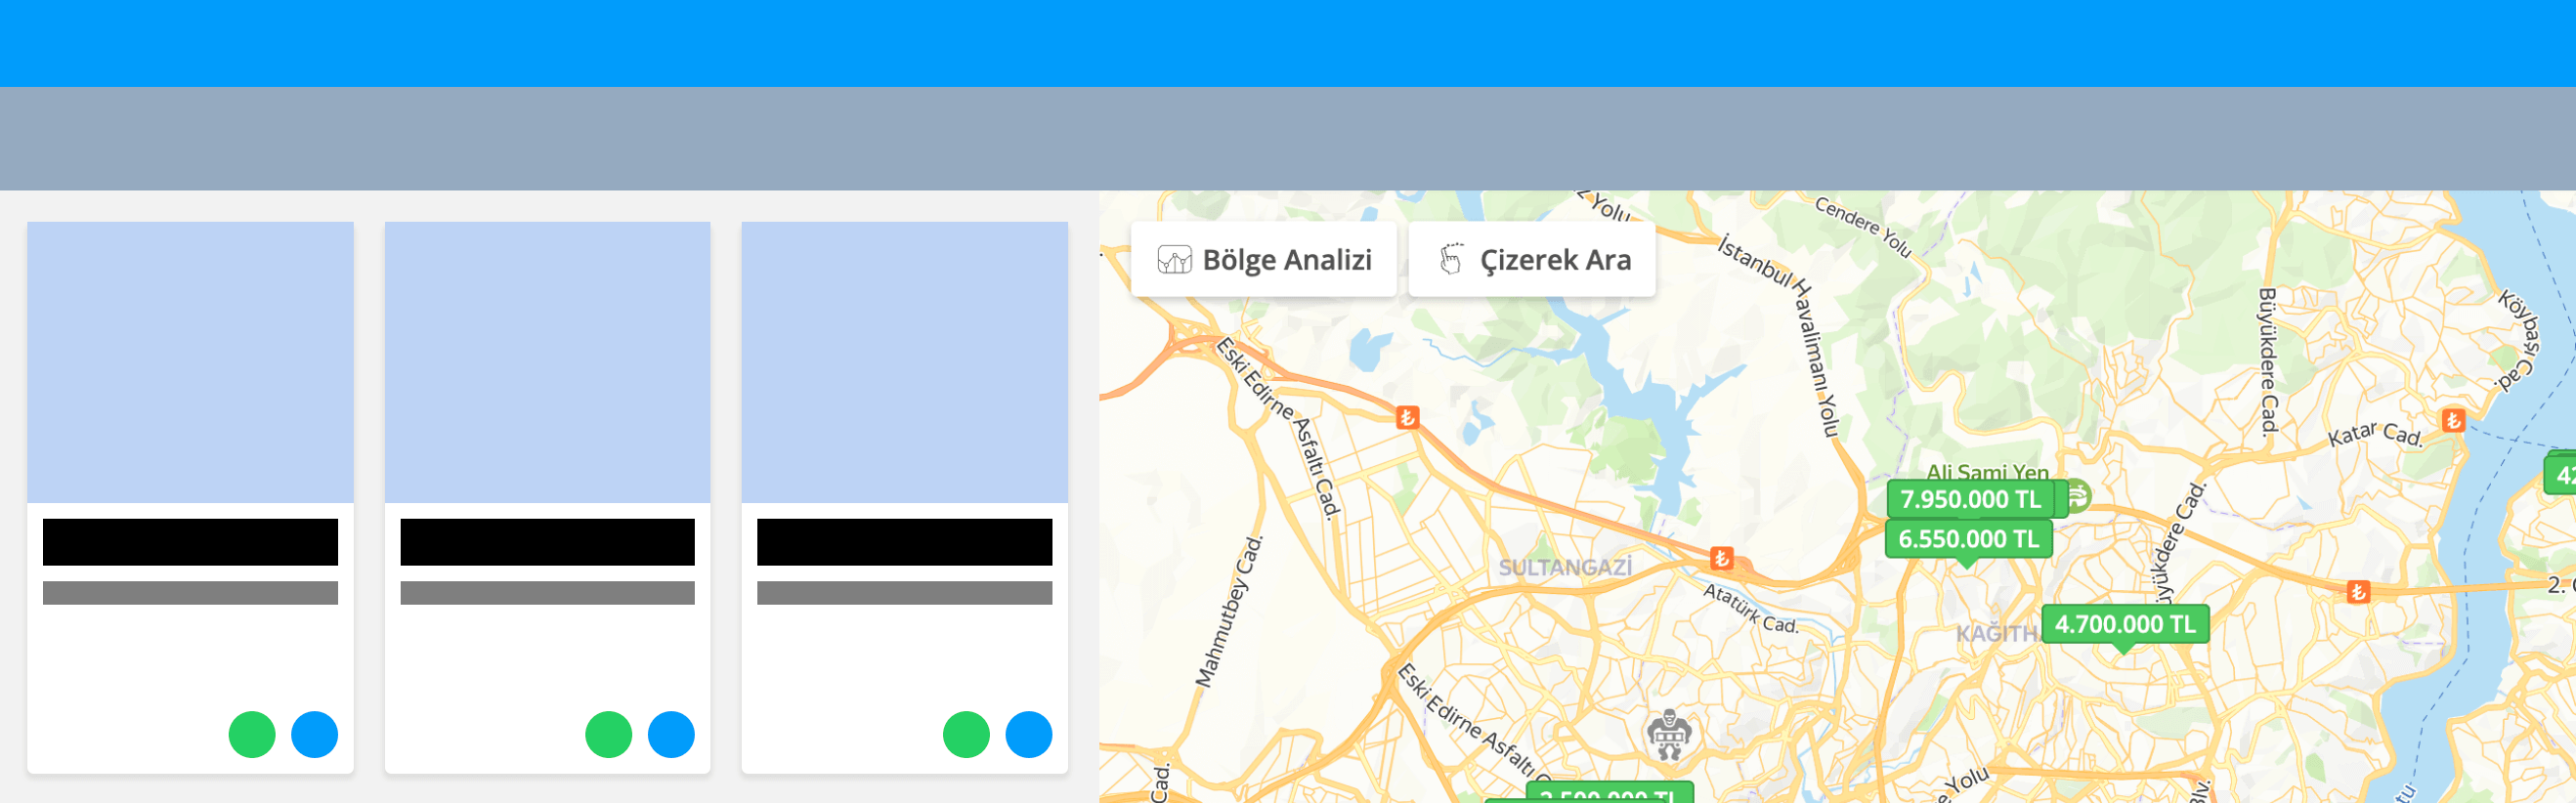 z Yolu
Cendere Yolu
Bölge Analizi
Çizerek Ara
İstanbul Havalimanı Yolu
Büyükdere Cad.
Köybaşı Cad.
Eski Edirne Asfaltı Cad.
Katar Cad.
Ali Sami Yen
7.950.000 TL
6.550.000 TL
42
SULTANGAZİ
Mahmutbey Cad.
Atatürk Cad.
üyükdere Cad.
2.
KAĞITH
4.700.000 TL
Eski Edirne Asfaltı C
Cad.
e Yolu
Blv.
tu